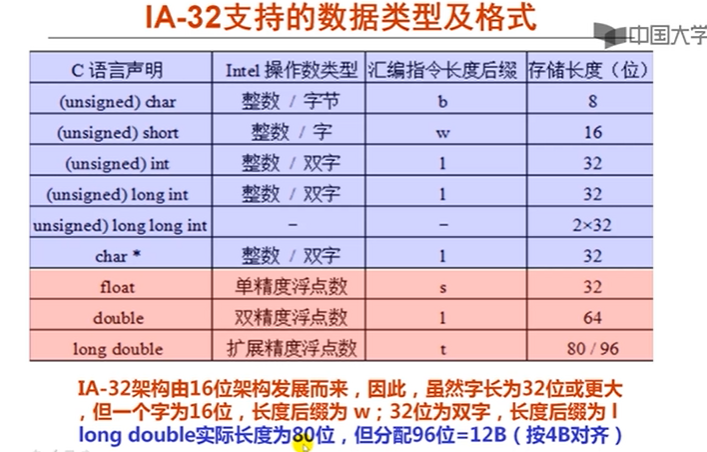 IA-32支持的数据类型及格式
中国大学
C 语言声明 Intel 操作数类型 汇编指令长度后缀 存储长度（位）
(unsigned) char 整数 / 字节 b 8
(unsigned) short 整数 / 字 w 16
(unsigned) int 整数 / 双字 l 32
(unsigned) long int 整数 / 双字 l 32
unsigned) long long int – – 2×32
char * 整数 / 双字 l 32
float 单精度浮点数 s 32
double 双精度浮点数 l 64
long double 扩展精度浮点数 t 80 / 96
IA-32架构由16位架构发展而来，因此，虽然字长为32位或更大
，但一个字为16位，长度后缀为 w；32位为双字，长度后缀为 l
long double实际长度为80位，但分配96位=12B（按4B对齐）